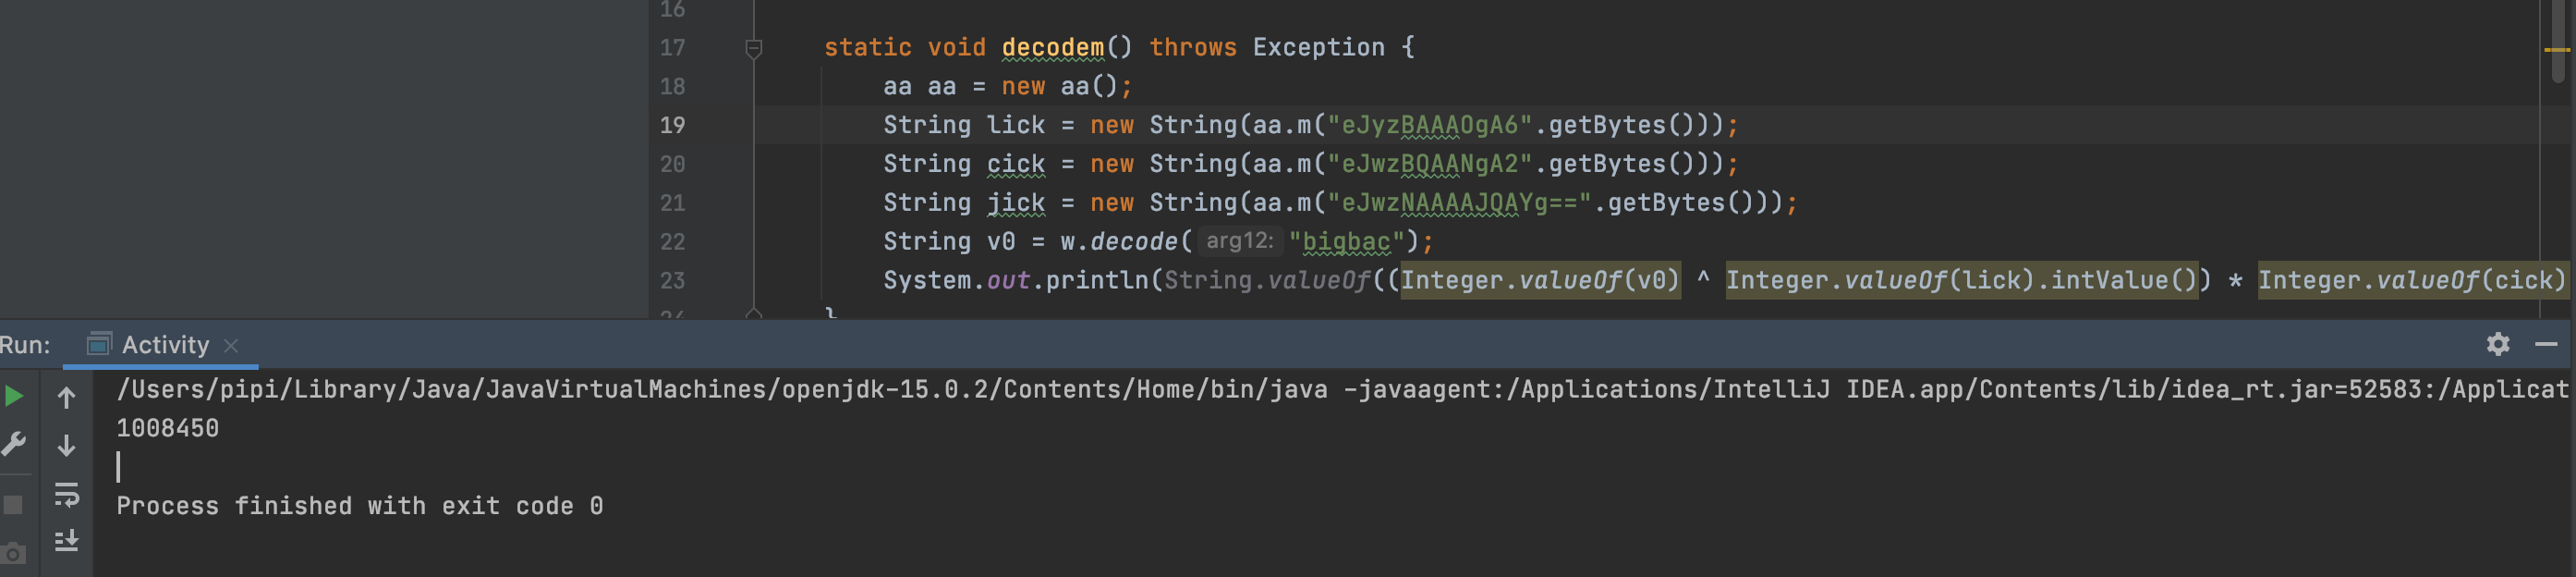 16
17 static void decodem() throws Exception {
18 aa aa = new aa();
19 String lick = new String(aa.m("eJyzBAAAOgA6".getBytes()));
20 String cick = new String(aa.m("eJwzBQAANgA2".getBytes()));
21 String jick = new String(aa.m("eJwzNAAAAJQAYg==".getBytes()));
22 String v0 = w.decode( arg12: "bigbac");
23 System.out.println(String.valueOf((Integer.valueOf(v0) ^ Integer.valueOf(lick).intValue()) * Integer.valueOf(cick)
}
Run: Activity
/Users/pipi/Library/Java/JavaVirtualMachines/openjdk-15.0.2/Contents/Home/bin/java -javaagent:/Applications/IntelliJ IDEA.app/Contents/lib/idea_rt.jar=52583:/Applicat
1008450
Process finished with exit code 0